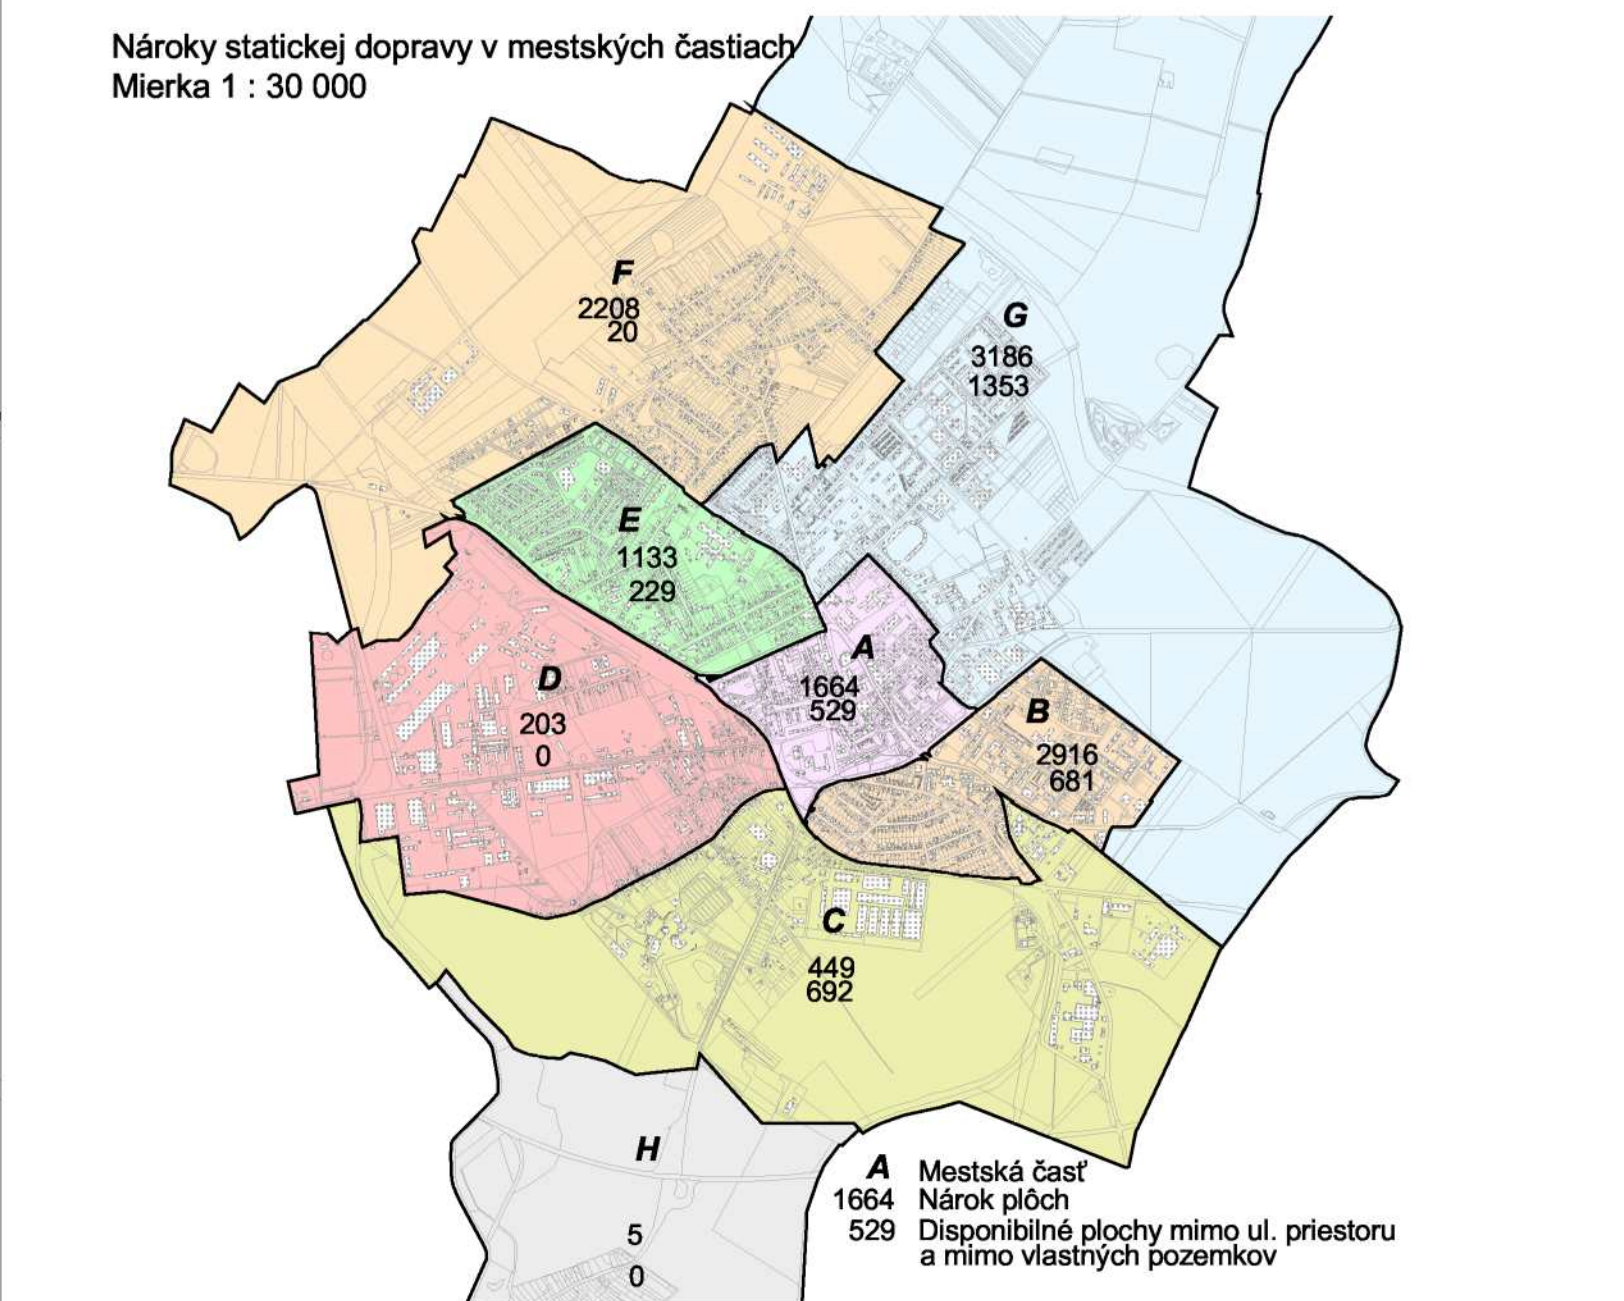 Nároky statickej dopravy v mestských častiach
Mierka 1 : 30 000
F
2208
20
G
3186
1353
E
1133
229
A
1664
529
D
203
0
B
2916
681
C
449
692
H
5
0
A Mestská časť
1664 Nárok plôch
529 Disponibilné plochy mimo ul. priestoru
a mimo vlastných pozemkov